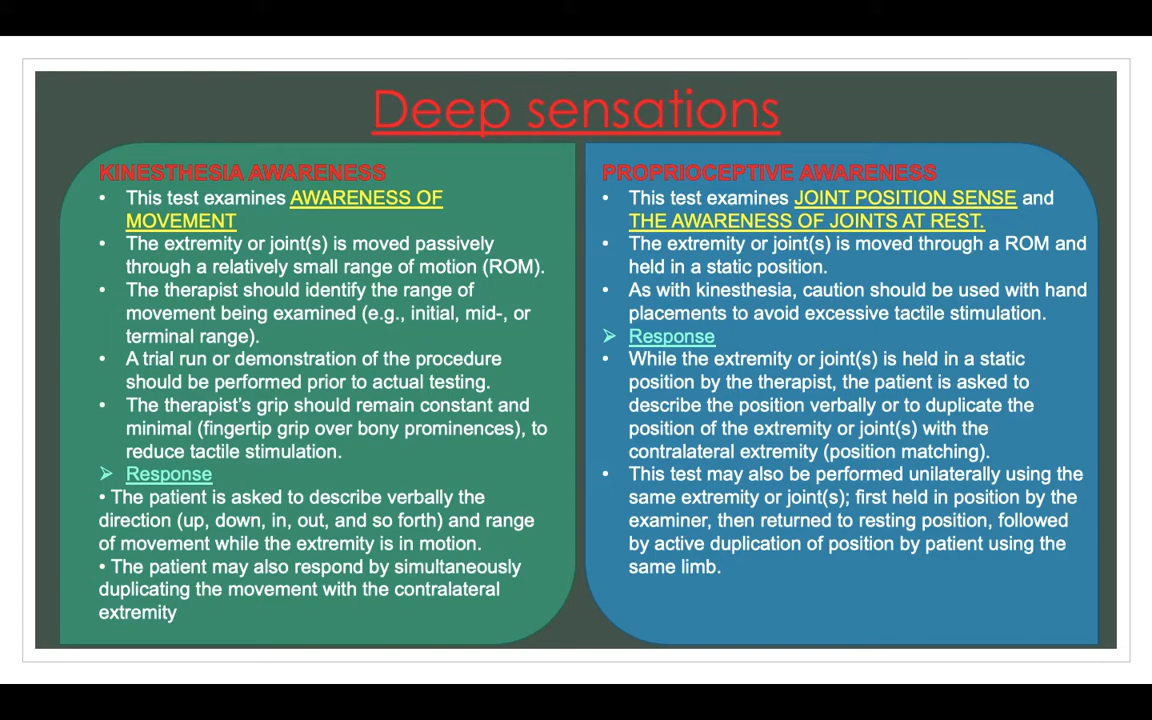 Deep sensations
KINESTHESIA AWARENESS
• This test examines AWARENESS OF
MOVEMENT
• The extremity or joint(s) is moved passively
through a relatively small range of motion (ROM).
• The therapist should identify the range of
movement being examined (e.g., initial, mid-, or
terminal range).
• A trial run or demonstration of the procedure
should be performed prior to actual testing.
• The therapist's grip should remain constant and
minimal (fingertip grip over bony prominences), to
reduce tactile stimulation.
➢ Response
• The patient is asked to describe verbally the
direction (up, down, in, out, and so forth) and range
of movement while the extremity is in motion.
• The patient may also respond by simultaneously
duplicating the movement with the contralateral
extremity
PROPRIOCEPTIVE AWARENESS
• This test examines JOINT POSITION SENSE and
THE AWARENESS OF JOINTS AT REST.
• The extremity or joint(s) is moved through a ROM and
held in a static position.
• As with kinesthesia, caution should be used with hand
placements to avoid excessive tactile stimulation.
➢ Response
• While the extremity or joint(s) is held in a static
position by the therapist, the patient is asked to
describe the position verbally or to duplicate the
position of the extremity or joint(s) with the
contralateral extremity (position matching).
• This test may also be performed unilaterally using the
same extremity or joint(s); first held in position by the
examiner, then returned to resting position, followed
by active duplication of position by patient using the
same limb.